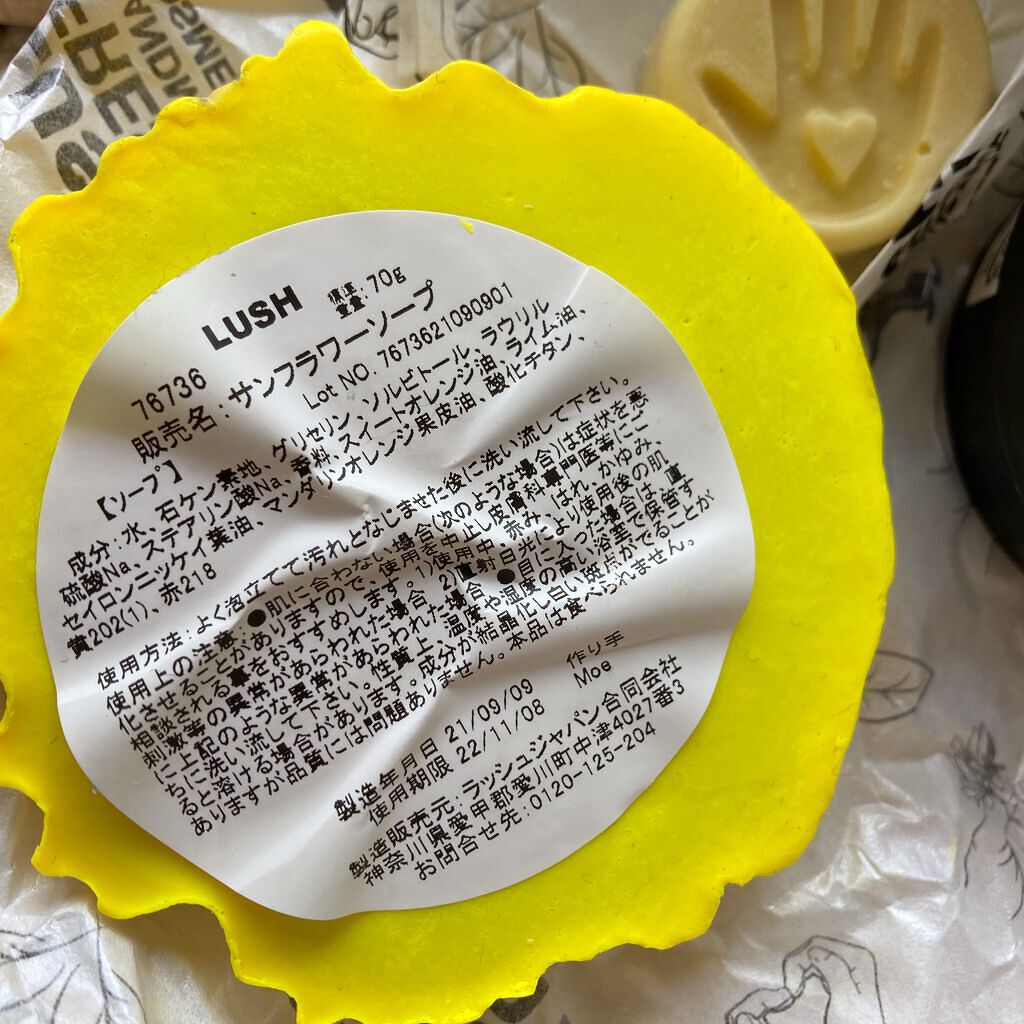 LUSH 標準重量:70g
76736
販売名:サンフラワーソープ
Lot NO. 7673621090901
【ソープ】
成分:水、石ケン素地、グリセリン、ソルビトール、ラウリル
硫酸Na、ステアリン酸Na、香料、スイートオレンジ油、ライム油、
セイロンニッケイ葉油、マンダリンオレンジ果皮油、酸化チタン、
黄202(1)、赤218
使用方法:よく泡立てて汚れとなじませた後に洗い流して下さい。
使用上の注意:●肌に合わない場合(次のような場合)は症状を悪
化させることがありますので、使用を中止し皮膚科専門医等にご
相談される事をおすすめします。1)使用中、赤み、はれ、かゆみ、
刺激等の異常があらわれた場合。2)直射日光により使用後の肌
に上記のような異常があらわれた場合。●目に入った場合は、直
ちに洗い流して下さい。性質上、温度や湿度の高い浴室で保管す
ると溶ける場合があります。成分が結晶化し白い斑点がでることが
ありますが品質には問題ありません。本品は食べられません。
製造年月日 21/09/09
使用期限 22/11/08
作り手
Moe
製造販売元:ラッシュジャパン合同会社
神奈川県愛甲郡愛川町中津4027番3
お問合せ先:0120-125-204